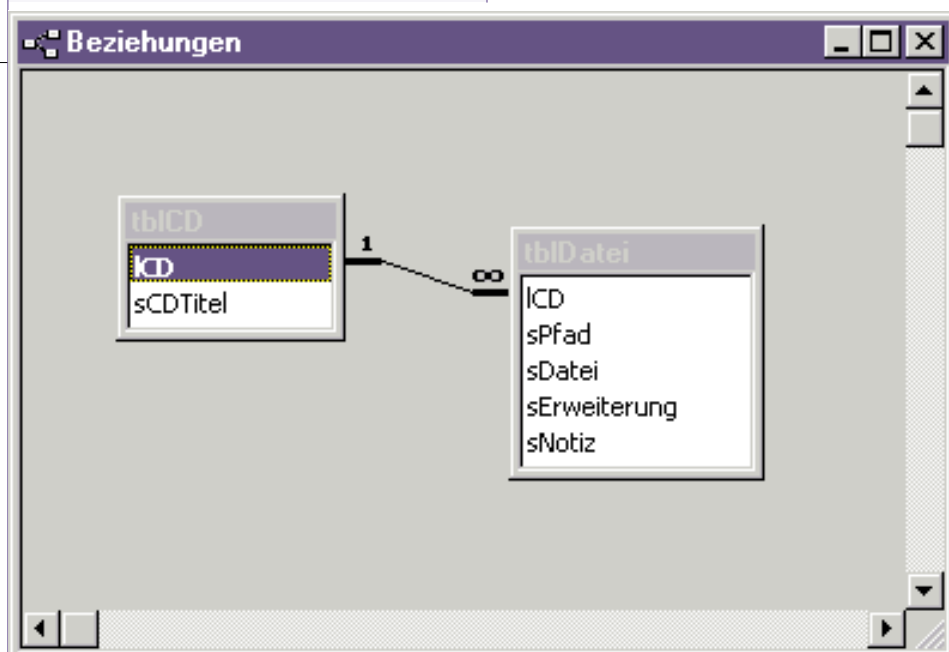 Beziehungen
tblCD
lCD
sCDTitel
1
∞
tblDatei
lCD
sPfad
sDatei
sErweiterung
sNotiz